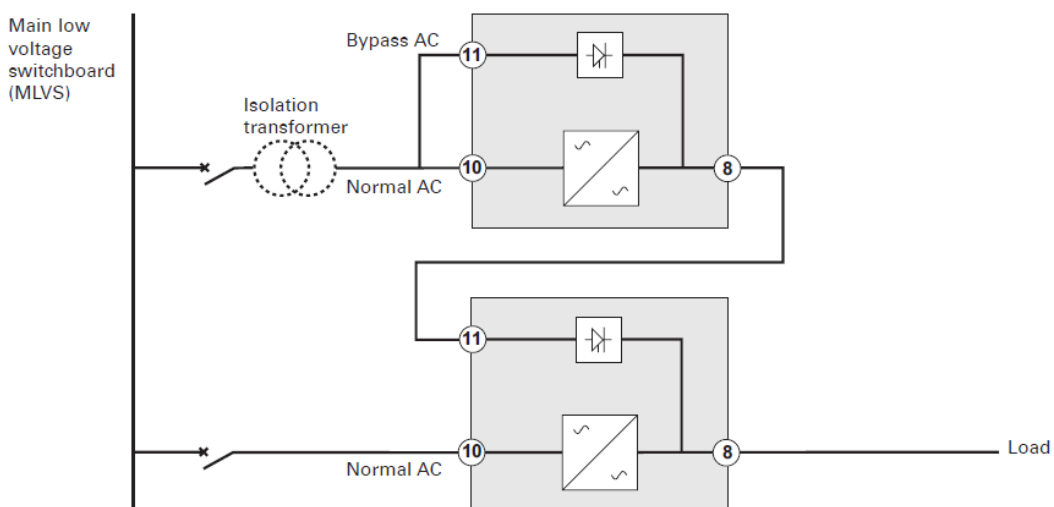 Main low
voltage
switchboard
(MLVS)
Bypass AC
11
Isolation
transformer
10
8
Normal AC
11
10
8
Load
Normal AC